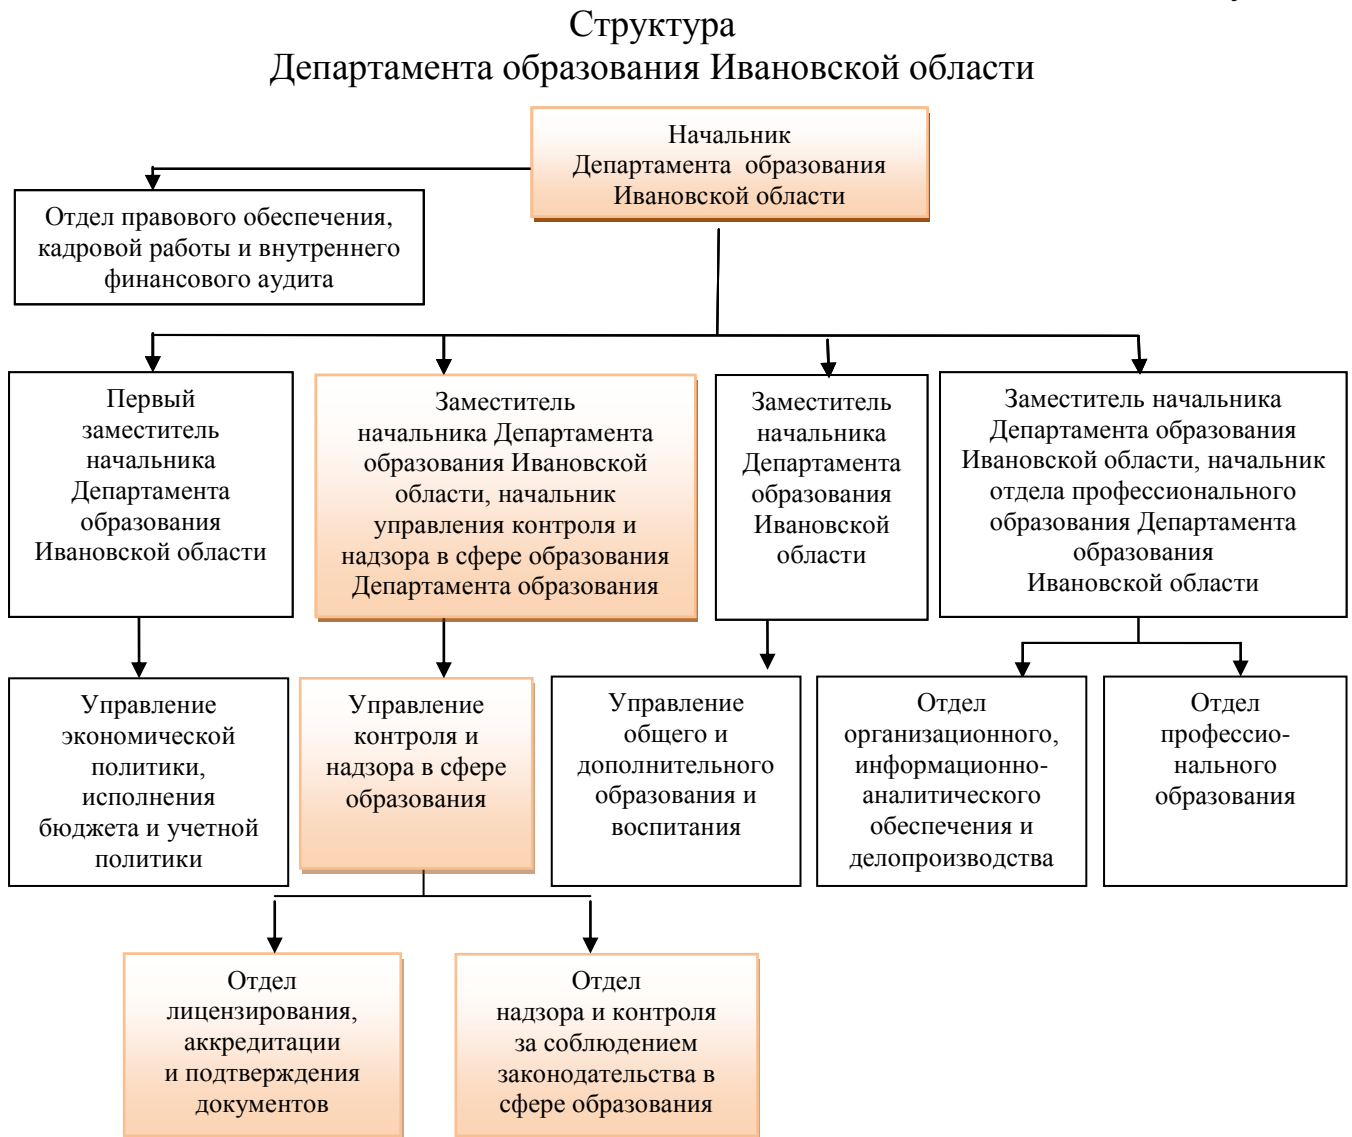 Структура
Департамента образования Ивановской области
Начальник
Департамента образования
Ивановской области
Отдел правового обеспечения,
кадровой работы и внутреннего
финансового аудита
Первый
заместитель
начальника
Департамента
образования
Ивановской области
Заместитель
начальника Департамента
образования Ивановской
области, начальник
управления контроля и
надзора в сфере образования
Департамента образования
Заместитель
начальника
Департамента
образования
Ивановской
области
Заместитель начальника
Департамента образования
Ивановской области, начальник
отдела профессионального
образования Департамента
образования
Ивановской области
Управление
экономической
политики,
исполнения
бюджета и учетной
политики
Управление
контроля и
надзора в сфере
образования
Управление
общего и
дополнительного
образования и
воспитания
Отдел
организационного,
информационно-
аналитического
обеспечения и
делопроизводства
Отдел
профессио-
нального
образования
Отдел
лицензирования,
аккредитации
и подтверждения
документов
Отдел
надзора и контроля
за соблюдением
законодательства в
сфере образования